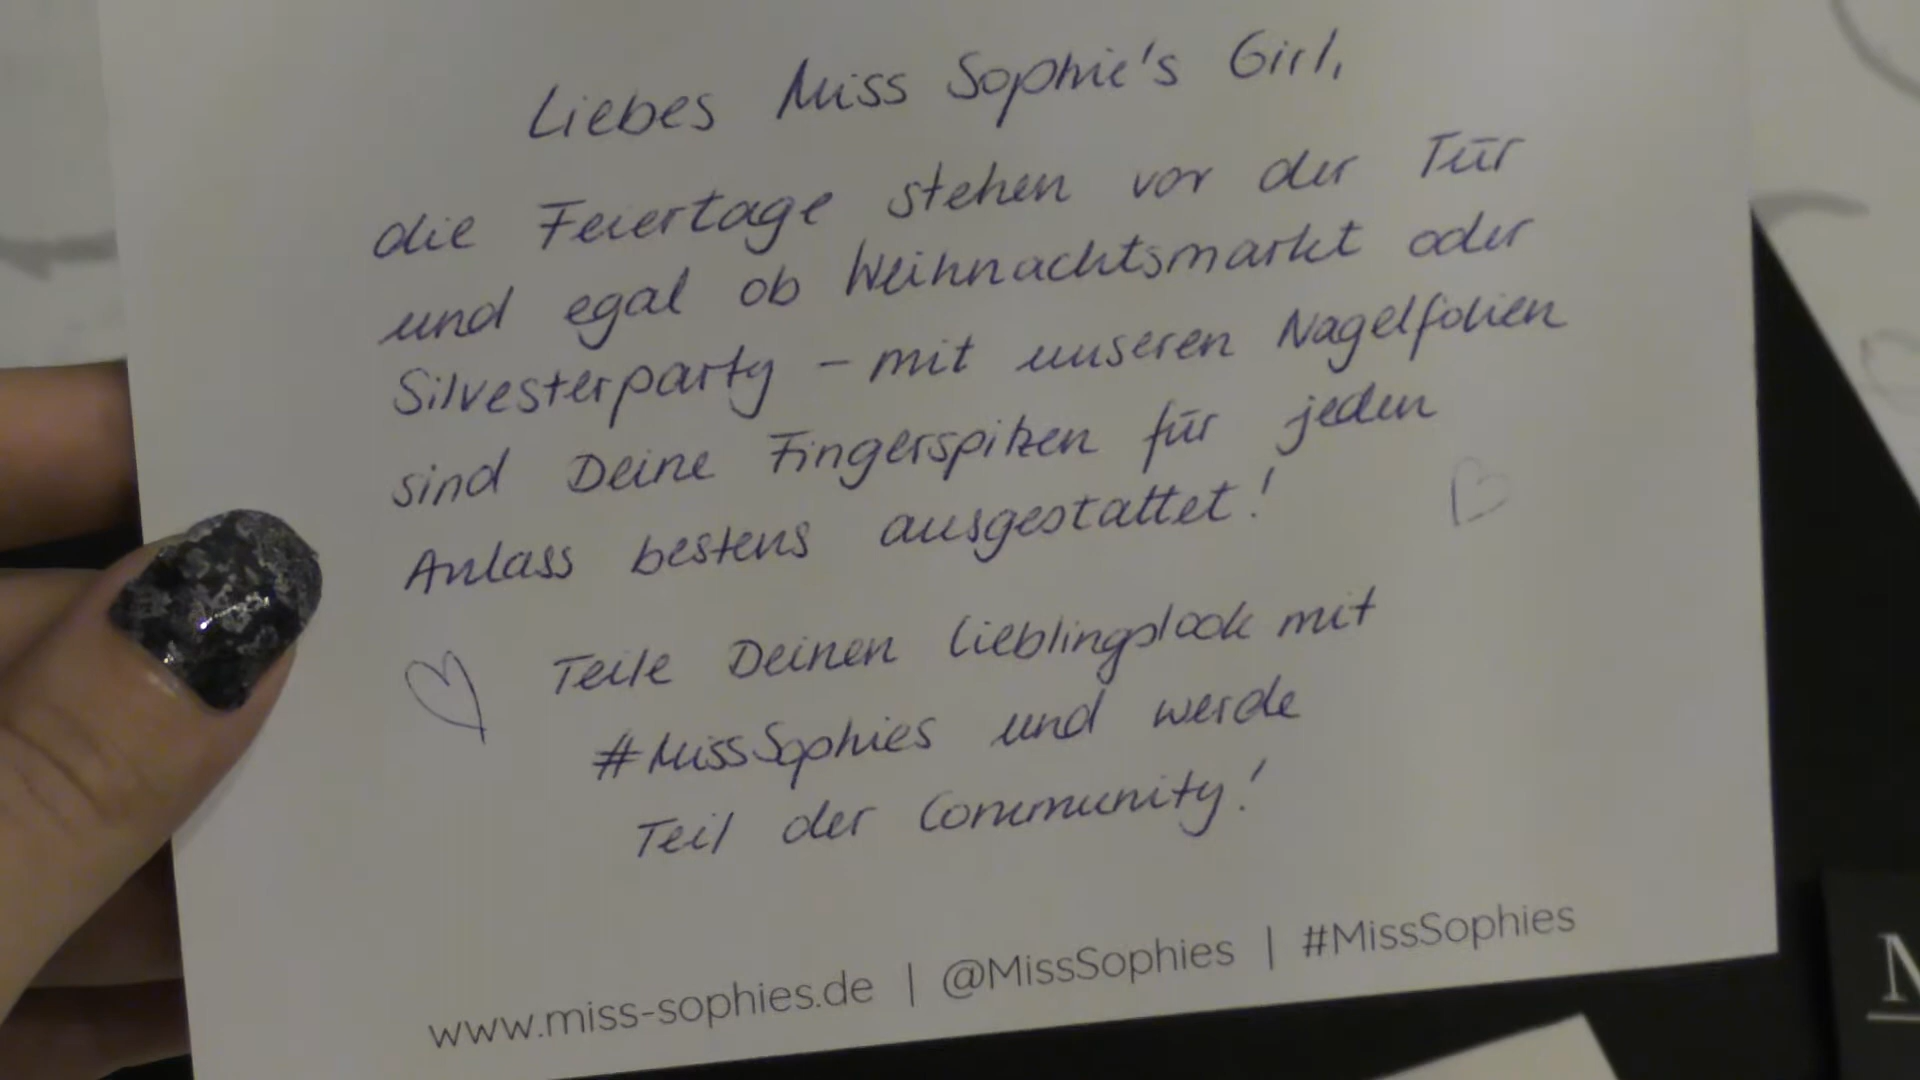 Liebes Miss Sophie's Girl,
die Feiertage stehen vor der Tür
und egal ob Weihnachtsmarkt oder
Silvesterparty – mit unseren Nagelfolien
sind Deine Fingerspitzen für jeden
Anlass bestens ausgestattet!
Teile Deinen Lieblingslook mit
#MissSophies und werde
Teil der Community!
www.miss-sophies.de | @MissSophies | #MissSophies
M